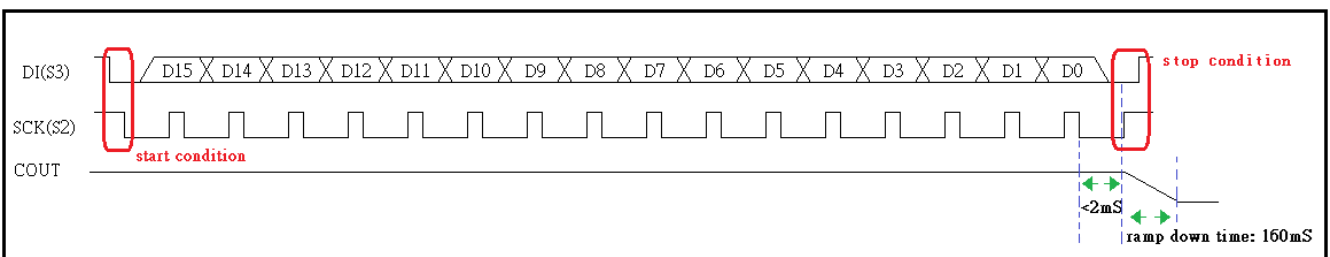 DI(S3) D15 D14 D13 D12 D11 D10 D9 D8 D7 D6 D5 D4 D3 D2 D1 D0 stop Condition
SCK(S2)
start condition
COUT
<2mS
ramp down time: 160mS